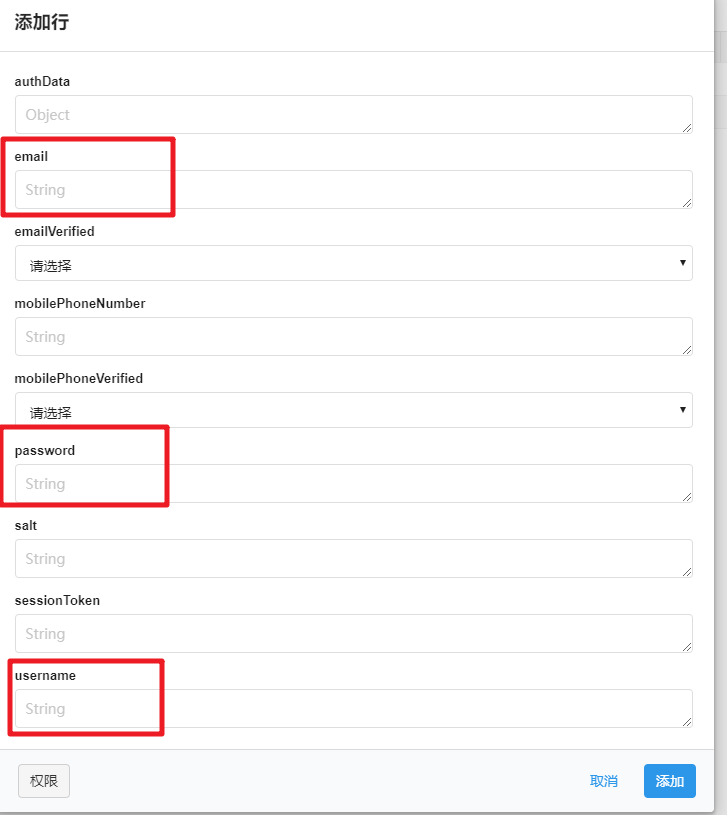 添加行
authData
Object
email
String
emailVerified
请选择
mobilePhoneNumber
String
mobilePhoneVerified
请选择
password
String
salt
String
sessionToken
String
username
String
权限 取消 添加